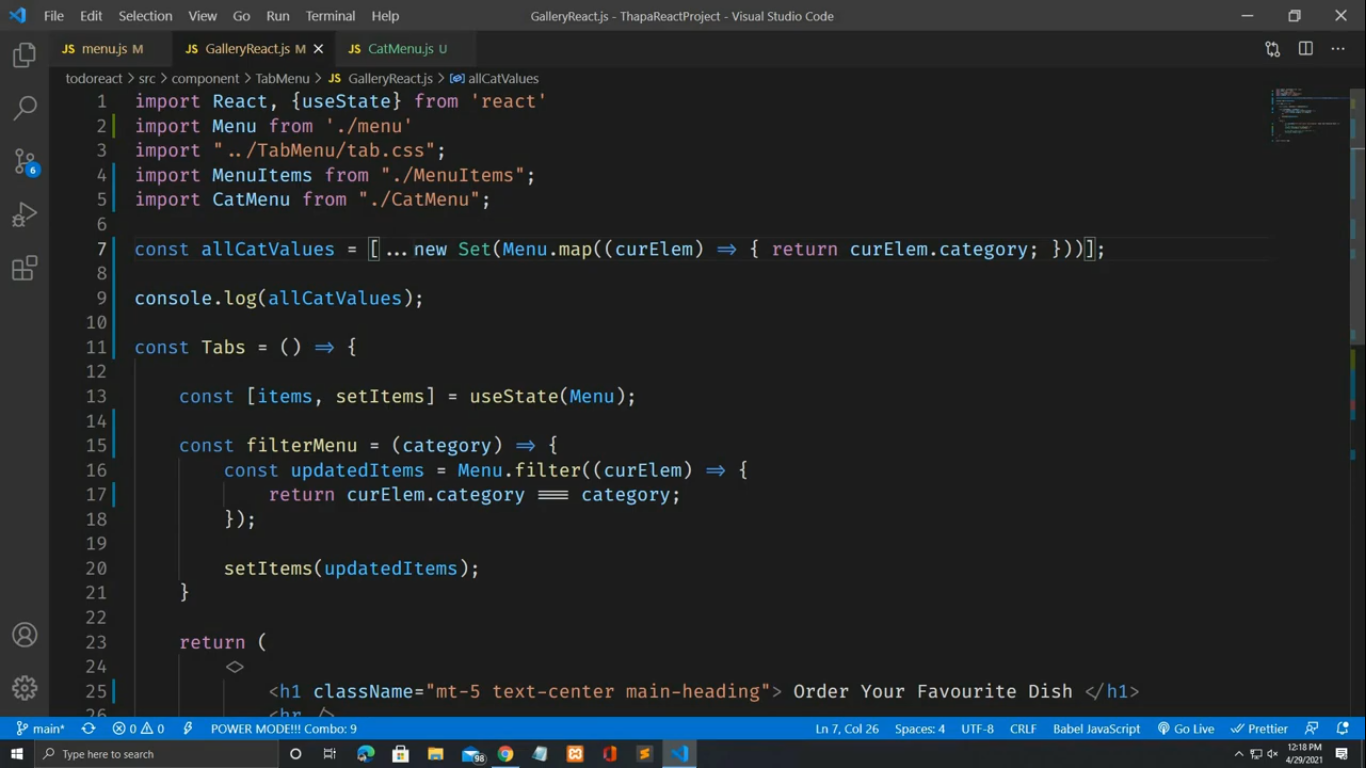 File Edit Selection View Go Run Terminal Help GalleryReact.js - ThapaReactProject - Visual Studio Code
JS menu.js M JS GalleryReact.js M JS CatMenu.js U
todoreact > src > component > TabMenu > JS GalleryReact.js > allCatValues
1 import React, {useState} from 'react'
2 import Menu from './menu'
3 import "../TabMenu/tab.css";
4 import MenuItems from "./MenuItems";
5 import CatMenu from "./CatMenu";
6
7 const allCatValues = [...new Set(Menu.map((curElem) => { return curElem.category; }))];
8
9 console.log(allCatValues);
10
11 const Tabs = () => {
12
13 const [items, setItems] = useState(Menu);
14
15 const filterMenu = (category) => {
16 const updatedItems = Menu.filter((curElem) => {
17 return curElem.category === category;
18 });
19
20 setItems(updatedItems);
21 }
22
23 return (
24 <>
25 <h1 className="mt-5 text-center main-heading"> Order Your Favourite Dish </h1>
26 <hr />
6
main* 0 0 POWER MODE!!! Combo: 9 Ln 7, Col 26 Spaces: 4 UTF-8 CRLF Babel JavaScript Go Live Prettier
Type here to search 98 12:18 PM
4/29/2021